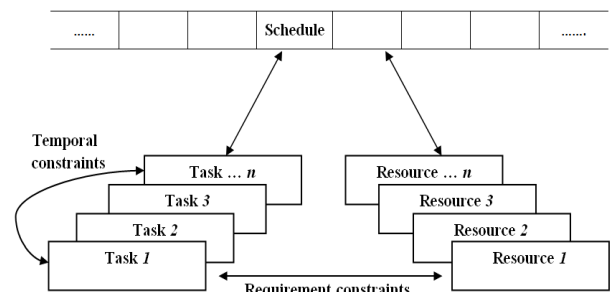 ......
Schedule
.......
Temporal
constraints
Task ... n
Task 3
Task 2
Task 1
Resource ... n
Resource 3
Resource 2
Resource 1
Requirement constraints